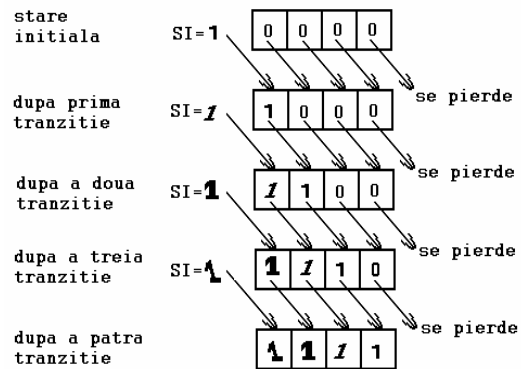 stare
initiala SI=1 0 0 0 0
se pierde
dupa prima
tranzitie SI=1 1 0 0 0
se pierde
dupa a doua
tranzitie SI=1 1 1 0 0
se pierde
dupa a treia
tranzitie SI=1 1 1 1 0
se pierde
dupa a patra
tranzitie 1 1 1 1